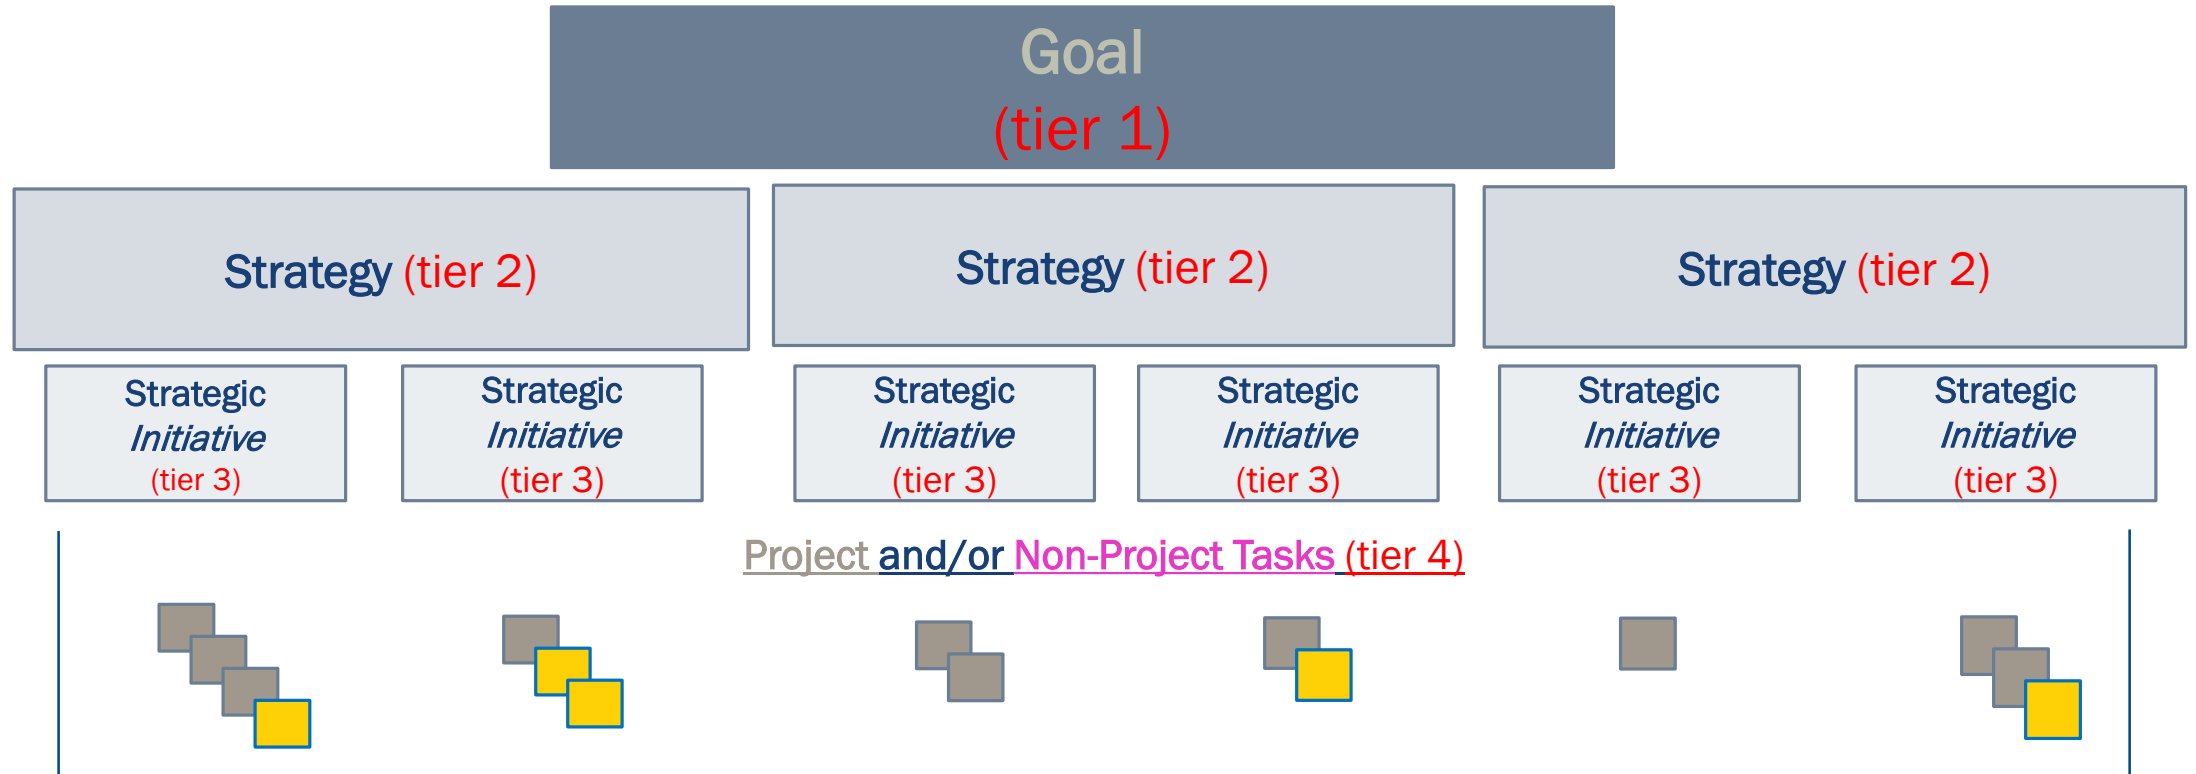 Goal
(tier 1)
Strategy (tier 2)
Strategy (tier 2)
Strategy (tier 2)
Strategic
Initiative
(tier 3)
Strategic
Initiative
(tier 3)
Strategic
Initiative
(tier 3)
Strategic
Initiative
(tier 3)
Strategic
Initiative
(tier 3)
Strategic
Initiative
(tier 3)
Project and/or Non-Project Tasks (tier 4)